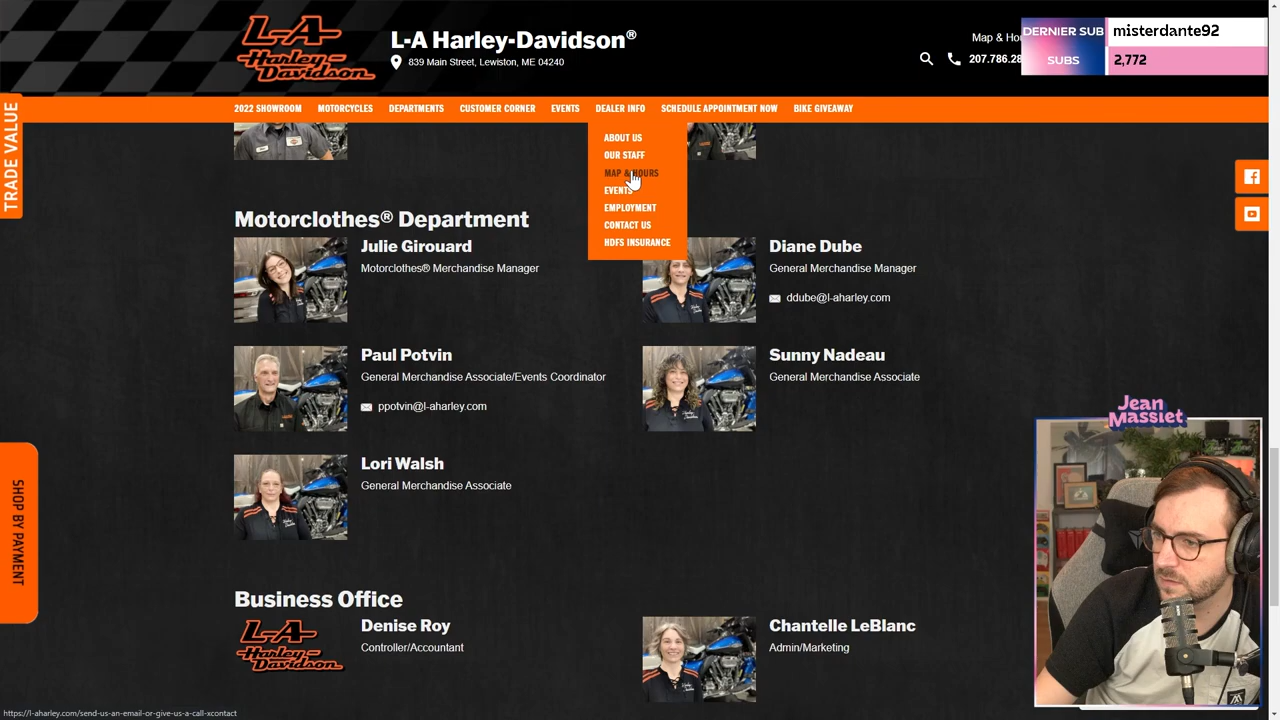 L-A
Harley-Davidson
L-A Harley-Davidson®
839 Main Street, Lewiston, ME 04240
Map & Hou
207.786.28
DERNIER SUB
misterdante92
SUBS
2,772
2022 SHOWROOM
MOTORCYCLES
DEPARTMENTS
CUSTOMER CORNER
EVENTS
DEALER INFO
SCHEDULE APPOINTMENT NOW
BIKE GIVEAWAY
TRADE VALUE
ABOUT US
OUR STAFF
MAP & HOURS
EVENTS
EMPLOYMENT
CONTACT US
HDFS INSURANCE
Motorclothes® Department
Julie Girouard
Motorclothes® Merchandise Manager
Diane Dube
General Merchandise Manager
ddube@l-aharley.com
Paul Potvin
General Merchandise Associate/Events Coordinator
ppotvin@l-aharley.com
Sunny Nadeau
General Merchandise Associate
Jean
Massiet
Lori Walsh
General Merchandise Associate
SHOP BY PAYMENT
Business Office
L-A
Harley-Davidson
Denise Roy
Controller/Accountant
Chantelle LeBlanc
Admin/Marketing
https://l-aharley.com/send-us-an-email-or-give-us-a-call-xcontact